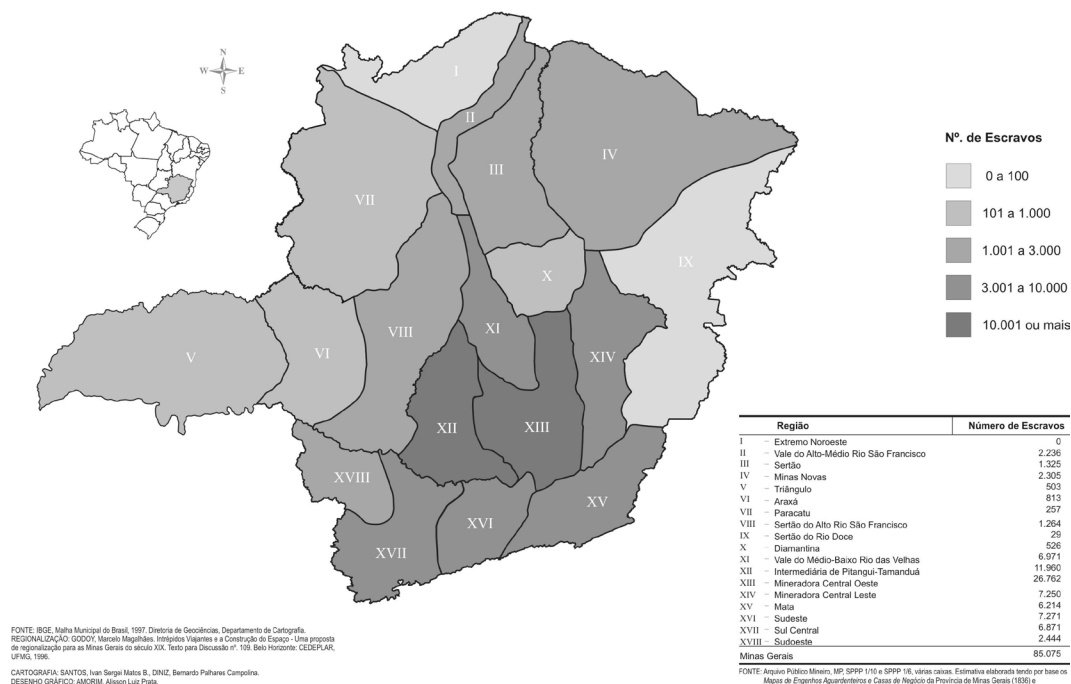 N
W E
S
I
II
III
IV
VII
IX
X
V
VI
VIII
XI
XIV
XII
XIII
XVIII
XV
XVI
XVII
Nº. de Escravos
0 a 100
101 a 1.000
1.001 a 3.000
3.001 a 10.000
10.001 ou mais
Região Número de Escravos
I – Extremo Noroeste 0
II – Vale do Alto-Médio Rio São Francisco 2.236
III – Sertão 1.325
IV – Minas Novas 2.305
V – Triângulo 503
VI – Araxá 813
VII – Paracatu 257
VIII – Sertão do Alto Rio São Francisco 1.264
IX – Sertão do Rio Doce 29
X – Diamantina 526
XI – Vale do Médio-Baixo Rio das Velhas 6.971
XII – Intermediária de Pitangui-Tamanduá 11.960
XIII – Mineradora Central Oeste 26.762
XIV – Mineradora Central Leste 7.250
XV – Mata 6.214
XVI – Sudeste 7.271
XVII – Sul Central 6.871
XVIII – Sudoeste 2.444
Minas Gerais 85.075
FONTE: Arquivo Público Mineiro, MP, SPPP 1/10 e SPPP 1/6, várias caixas. Estimativa elaborada tendo por base os
Mapas de Engenhos Aguardenteiros e Casas de Negócio da Província de Minas Gerais (1836) e
FONTE: IBGE, Malha Municipal do Brasil, 1997. Diretoria de Geociências, Departamento de Cartografia.
REGIONALIZAÇÃO: GODOY, Marcelo Magalhães. Intrépidos Viajantes e a Construção do Espaço - Uma proposta
de regionalização para as Minas Gerais do século XIX. Texto para Discussão nº. 109. Belo Horizonte: CEDEPLAR,
UFMG, 1996.
CARTOGRAFIA: SANTOS, Ivan Sergei Matos B., DINIZ, Bernardo Palhares Campolina.
DESENHO GRÁFICO: AMORIM, Alisson Luiz Prata.